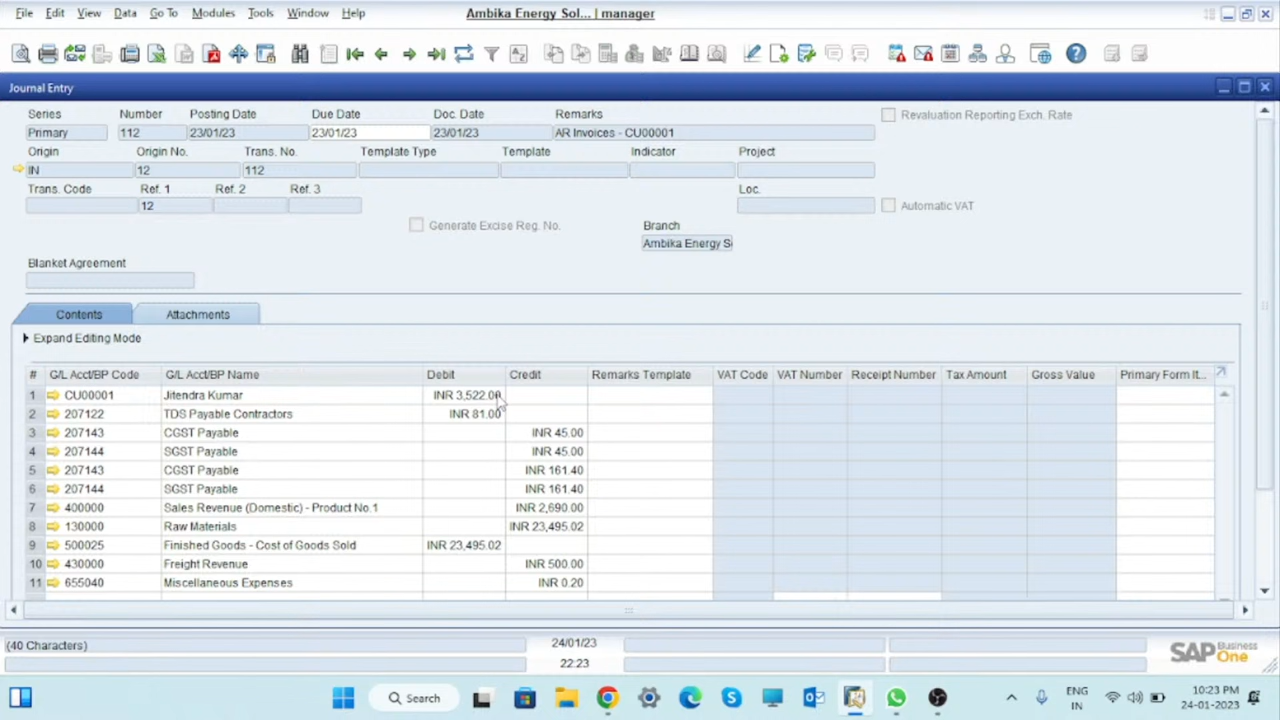 File Edit View Data Go To Modules Tools Window Help Ambika Energy Sol... | manager
Journal Entry
Series Number Posting Date Due Date Doc. Date Remarks Revaluation Reporting Exch. Rate
Primary 112 23/01/23 23/01/23 23/01/23 AR Invoices - CU00001
Origin Origin No. Trans. No. Template Type Template Indicator Project
IN 12 112
Trans. Code Ref. 1 Ref. 2 Ref. 3 Loc.
12 Automatic VAT
Generate Excise Reg. No. Branch
Ambika Energy S
Blanket Agreement
Contents Attachments
Expand Editing Mode
# G/L Acct/BP Code G/L Acct/BP Name Debit Credit Remarks Template VAT Code VAT Number Receipt Number Tax Amount Gross Value Primary Form It...
1 CU00001 Jitendra Kumar INR 3,522.00
2 207122 TDS Payable Contractors INR 81.00
3 207143 CGST Payable INR 45.00
4 207144 SGST Payable INR 45.00
5 207143 CGST Payable INR 161.40
6 207144 SGST Payable INR 161.40
7 400000 Sales Revenue (Domestic) - Product No.1 INR 2,690.00
8 130000 Raw Materials INR 23,495.02
9 500025 Finished Goods - Cost of Goods Sold INR 23,495.02
10 430000 Freight Revenue INR 500.00
11 655040 Miscellaneous Expenses INR 0.20
(40 Characters) 24/01/23
22:23
SAP Business One
Search ENG IN 10:23 PM 24-01-2023